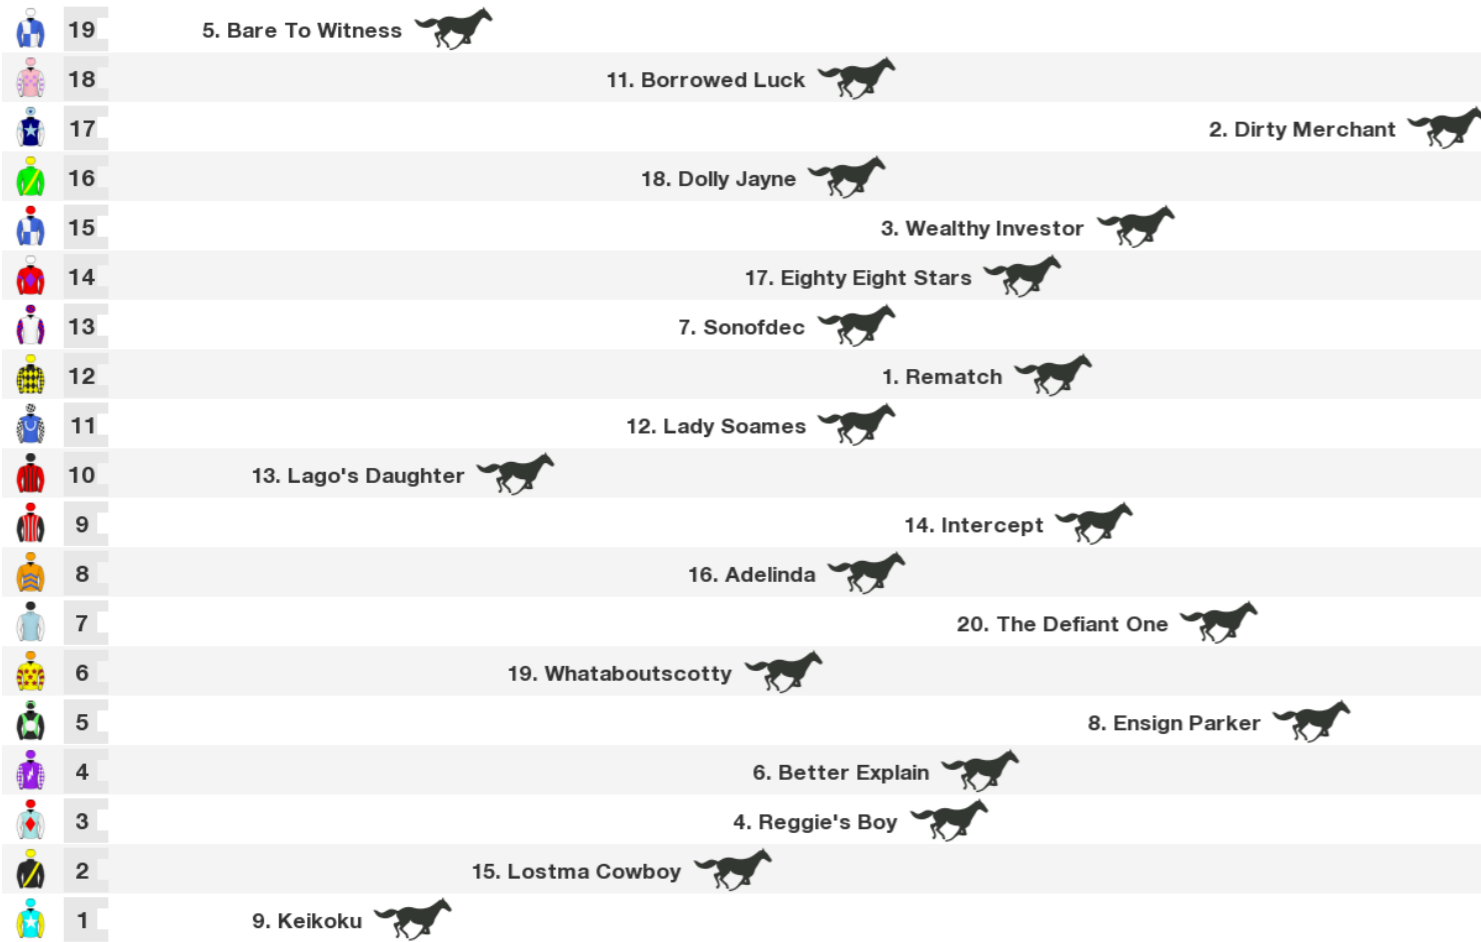 19 5. Bare To Witness
18 11. Borrowed Luck
17 2. Dirty Merchant
16 18. Dolly Jayne
15 3. Wealthy Investor
14 17. Eighty Eight Stars
13 7. Sonofdec
12 1. Rematch
11 12. Lady Soames
10 13. Lago's Daughter
9 14. Intercept
8 16. Adelinda
7 20. The Defiant One
6 19. Whataboutscotty
5 8. Ensign Parker
4 6. Better Explain
3 4. Reggie's Boy
2 15. Lostma Cowboy
1 9. Keikoku